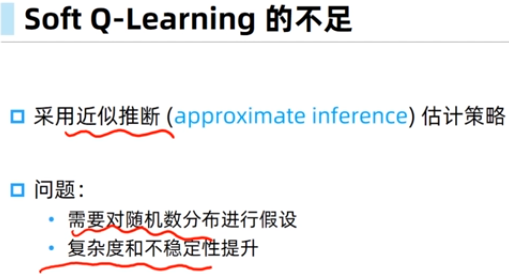 Soft Q-Learning 的不足
采用近似推断 (approximate inference) 估计策略
问题：
需要对随机数分布进行假设
复杂度和不稳定性提升